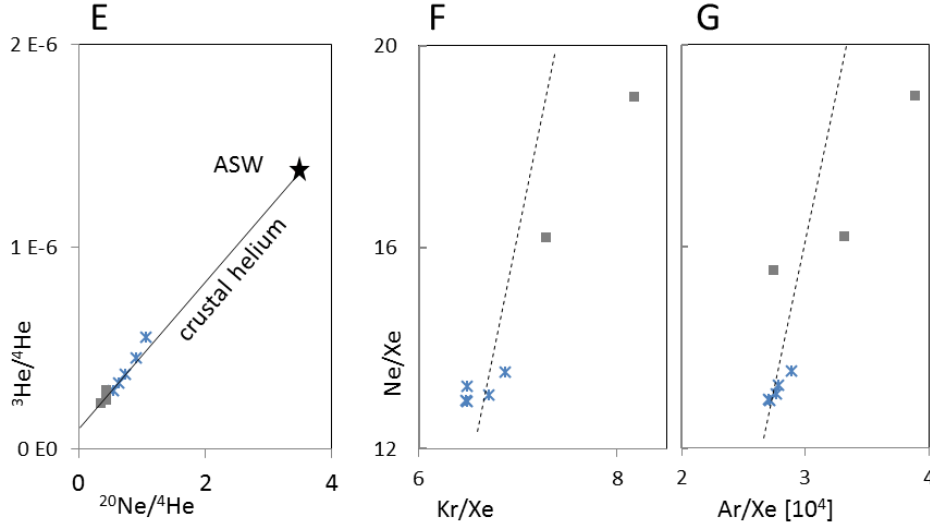 E
2 E-6
1 E-6
0 E0
³He/⁴He
ASW
crustal helium
0
2
4
²⁰Ne/⁴He
F
20
16
12
Ne/Xe
6
8
Kr/Xe
G
2
3
4
Ar/Xe [10⁴]